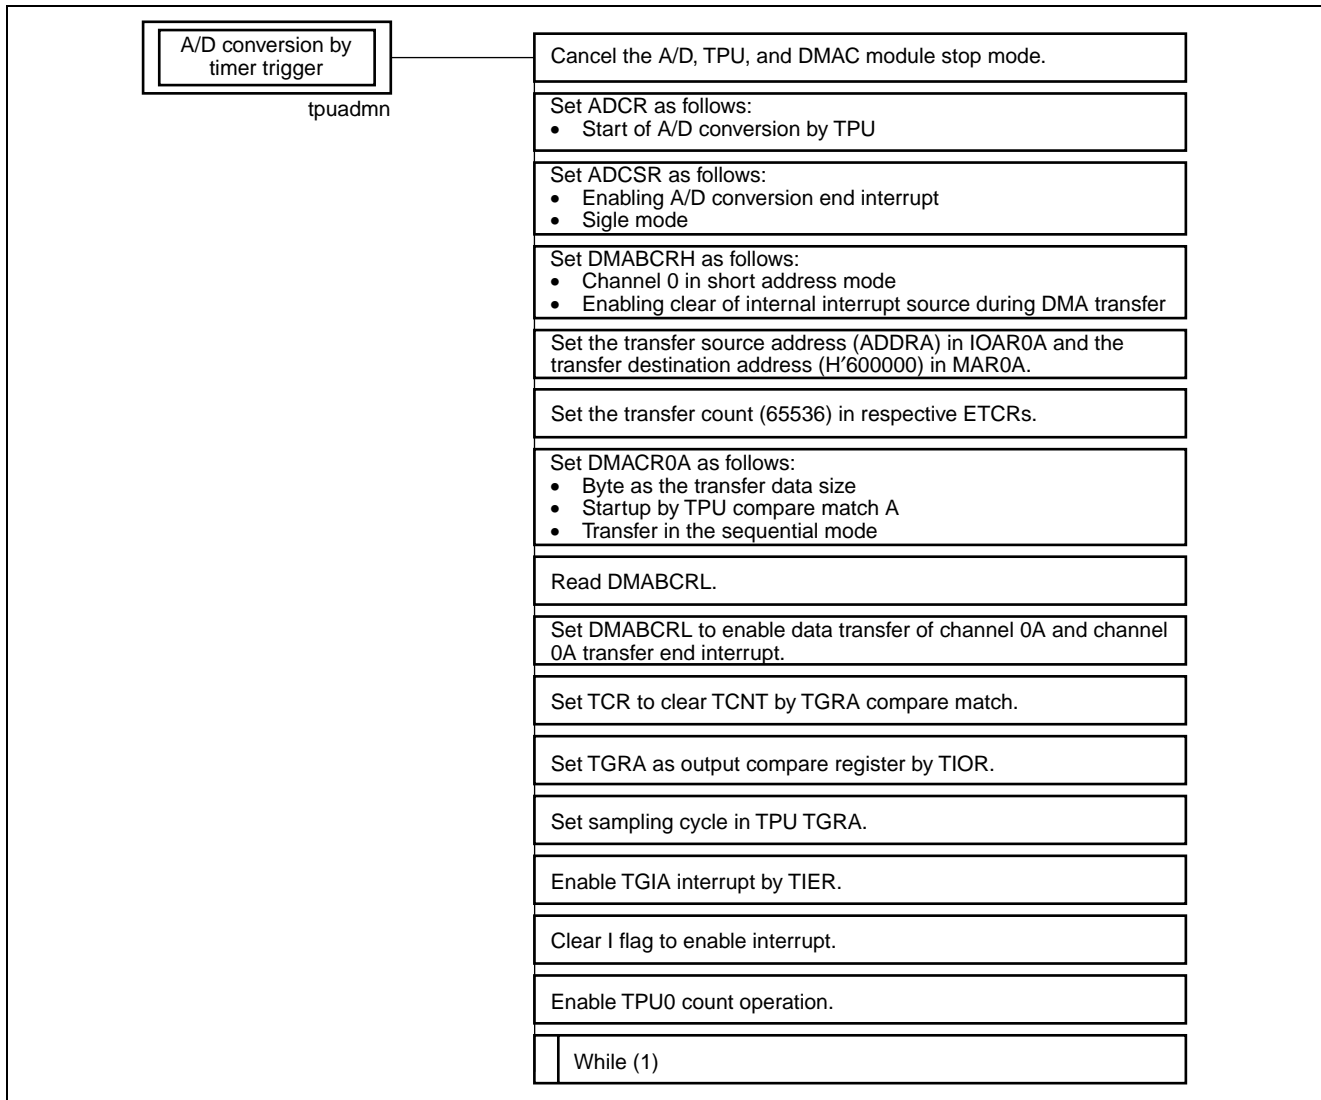 A/D conversion by
timer trigger
tpuadmn
Cancel the A/D, TPU, and DMAC module stop mode.
Set ADCR as follows:
• Start of A/D conversion by TPU
Set ADCSR as follows:
• Enabling A/D conversion end interrupt
• Sigle mode
Set DMABCRH as follows:
• Channel 0 in short address mode
• Enabling clear of internal interrupt source during DMA transfer
Set the transfer source address (ADDRA) in IOAR0A and the
transfer destination address (H′600000) in MAR0A.
Set the transfer count (65536) in respective ETCRs.
Set DMACR0A as follows:
• Byte as the transfer data size
• Startup by TPU compare match A
• Transfer in the sequential mode
Read DMABCRL.
Set DMABCRL to enable data transfer of channel 0A and channel
0A transfer end interrupt.
Set TCR to clear TCNT by TGRA compare match.
Set TGRA as output compare register by TIOR.
Set sampling cycle in TPU TGRA.
Enable TGIA interrupt by TIER.
Clear I flag to enable interrupt.
Enable TPU0 count operation.
While (1)